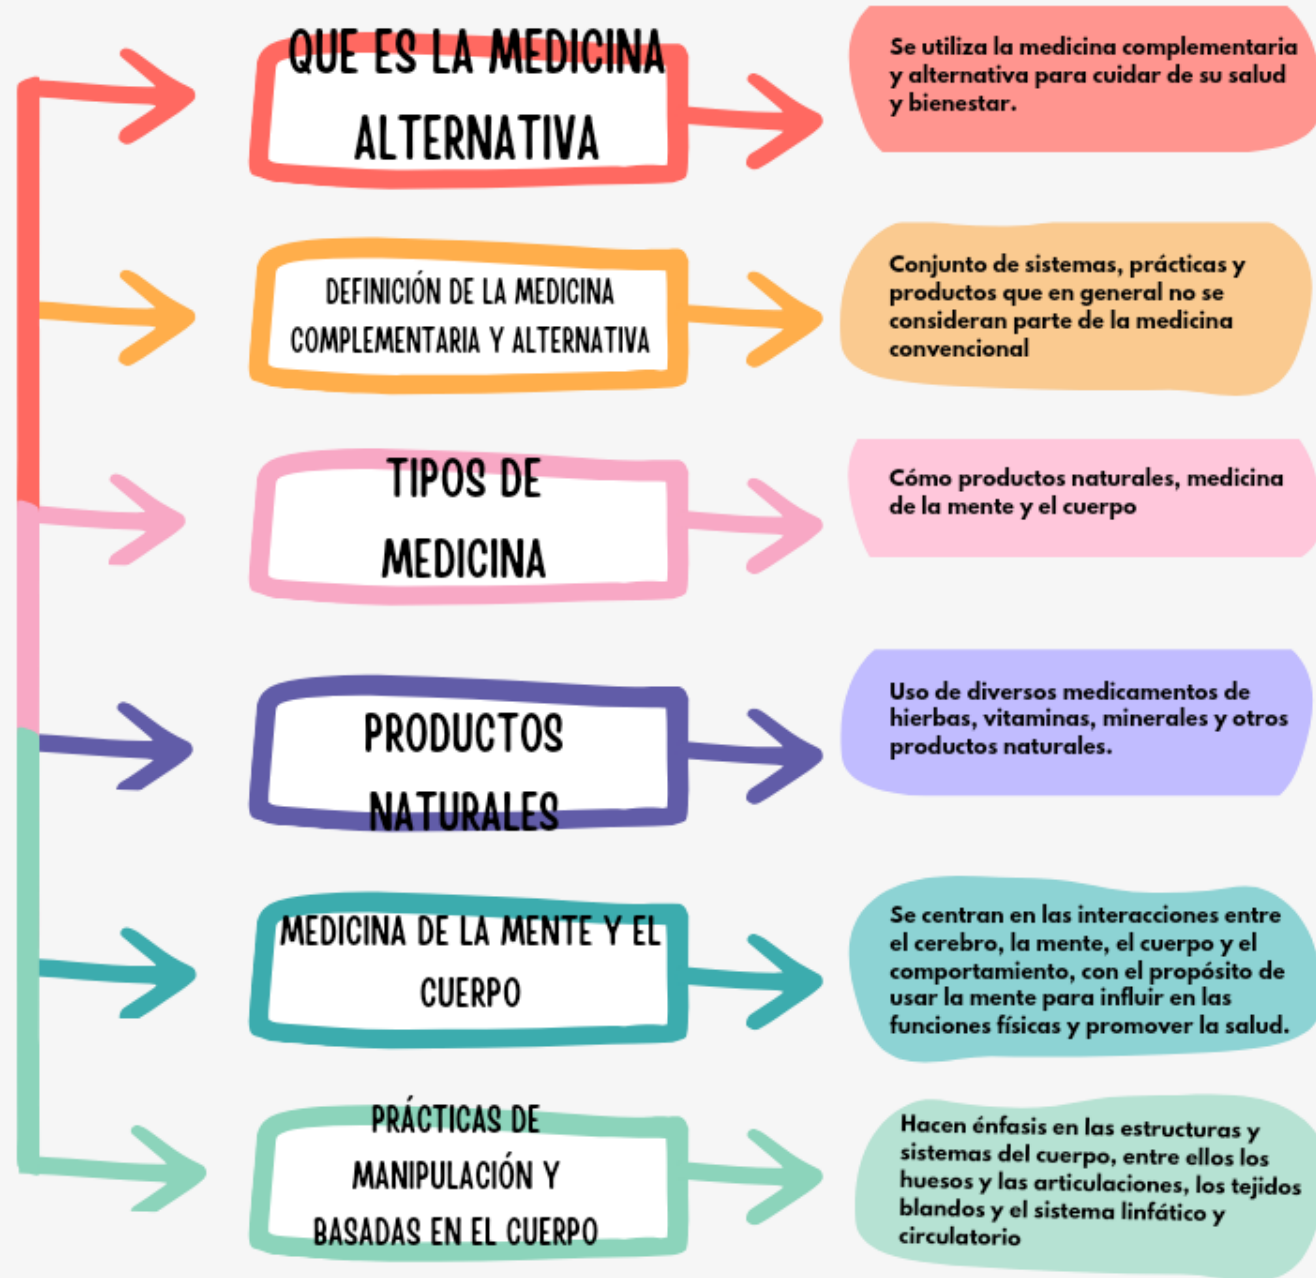 QUE ES LA MEDICINA
ALTERNATIVA
Se utiliza la medicina complementaria
y alternativa para cuidar de su salud
y bienestar.
DEFINICIÓN DE LA MEDICINA
COMPLEMENTARIA Y ALTERNATIVA
Conjunto de sistemas, prácticas y
productos que en general no se
consideran parte de la medicina
convencional
TIPOS DE
MEDICINA
Cómo productos naturales, medicina
de la mente y el cuerpo
PRODUCTOS
NATURALES
Uso de diversos medicamentos de
hierbas, vitaminas, minerales y otros
productos naturales.
MEDICINA DE LA MENTE Y EL
CUERPO
Se centran en las interacciones entre
el cerebro, la mente, el cuerpo y el
comportamiento, con el propósito de
usar la mente para influir en las
funciones físicas y promover la salud.
PRÁCTICAS DE
MANIPULACIÓN Y
BASADAS EN EL CUERPO
Hacen énfasis en las estructuras y
sistemas del cuerpo, entre ellos los
huesos y las articulaciones, los tejidos
blandos y el sistema linfático y
circulatorio